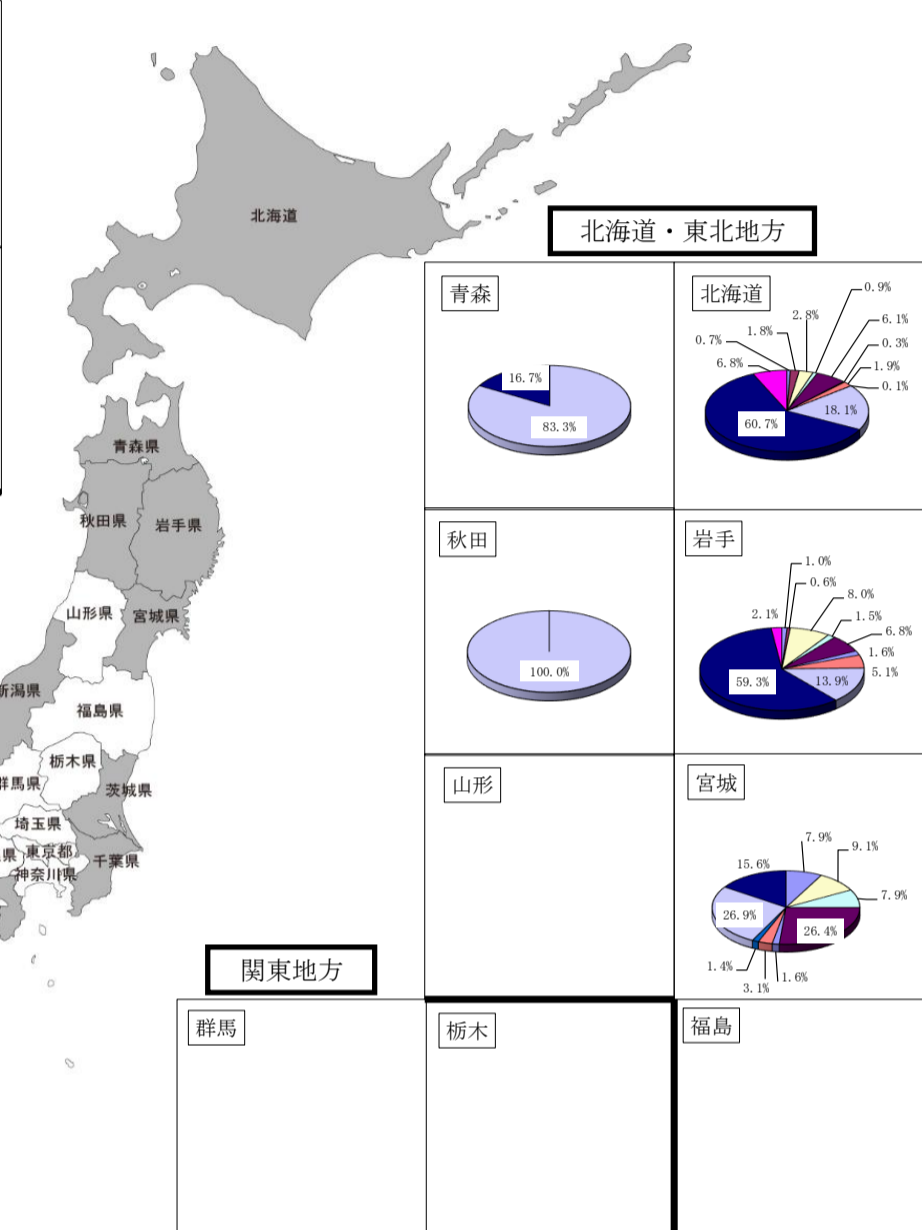 北海道
北海道・東北地方
青森
16.7%
83.3%
北海道
0.9%
2.8%
6.1%
1.8%
0.3%
0.7%
1.9%
6.8%
0.1%
18.1%
60.7%
青森県
秋田県
岩手県
山形県
宮城県
新潟県
福島県
栃木県
群馬県
茨城県
埼玉県
県
東京都
千葉県
神奈川県
秋田
100.0%
岩手
1.0%
0.6%
8.0%
1.5%
2.1%
6.8%
1.6%
5.1%
59.3%
13.9%
山形
宮城
7.9%
9.1%
15.6%
7.9%
26.9%
26.4%
1.4%
1.6%
3.1%
関東地方
群馬
栃木
福島